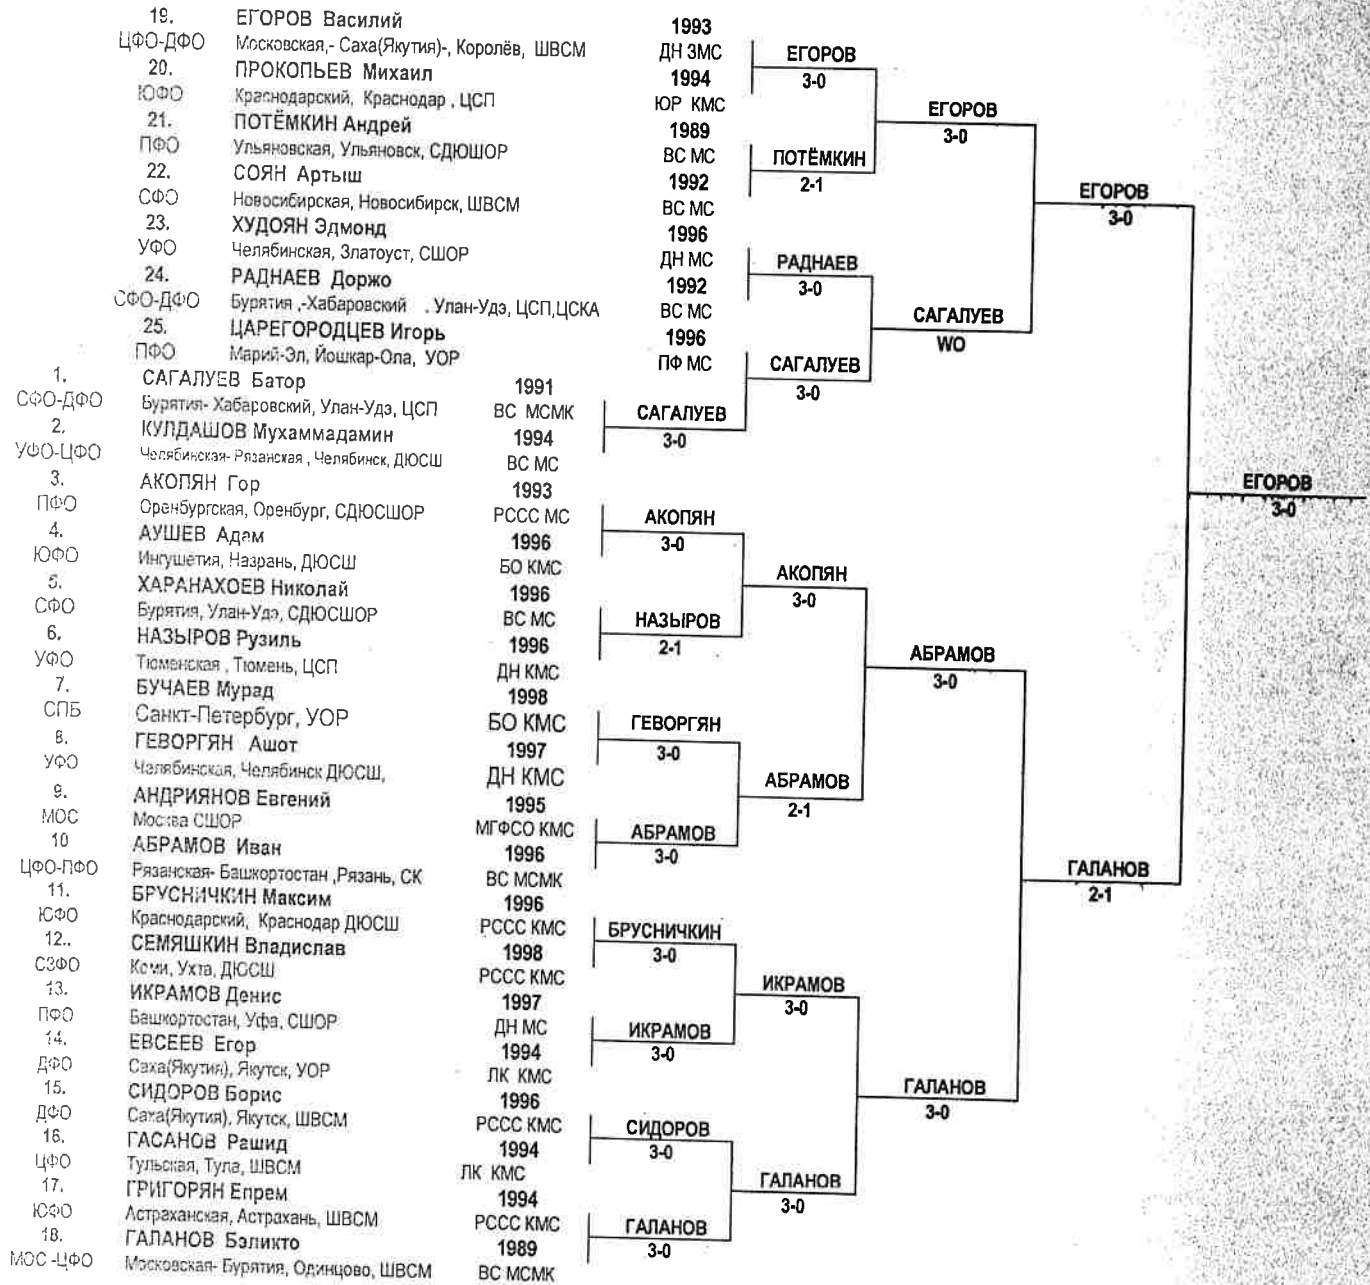 19. ЕГОРОВ Василий 1993
ЦФО-ДФО Московская,- Саха(Якутия)-, Королёв, ШВСМ ДН ЗМС
20. ПРОКОПЬЕВ Михаил 1994
ЮФО Краснодарский, Краснодар , ЦСП ЮР КМС
21. ПОТЁМКИН Андрей 1989
ПФО Ульяновская, Ульяновск, СДЮШОР ВС МС
22. СОЯН Артыш 1992
СФО Новосибирская, Новосибирск, ШВСМ ВС МС
23. ХУДОЯН Эдмонд 1996
УФО Челябинская, Златоуст, СШОР ДН МС
24. РАДНАЕВ Доржо 1992
СФО-ДФО Бурятия ,-Хабаровский . Улан-Удэ, ЦСП,ЦСКА ВС МС
25. ЦАРЕГОРОДЦЕВ Игорь 1996
ПФО Марий-Эл, Йошкар-Ола, УОР ПФ МС
1. САГАЛУЕВ Батор 1991
СФО-ДФО Бурятия- Хабаровский, Улан-Удэ, ЦСП ВС МСМК
2. КУЛДАШОВ Мухаммадамин 1994
УФО-ЦФО Челябинская- Рязанская , Челябинск, ДЮСШ ВС МС
3. АКОПЯН Гор 1993
ПФО Оренбургская, Оренбург, СДЮСШОР РССС МС
4. АУШЕВ Адам 1996
ЮФО Ингушетия, Назрань, ДЮСШ БО КМС
5. ХАРАНАХОЕВ Николай 1996
СФО Бурятия, Улан-Удэ, СДЮСШОР ВС МС
6. НАЗЫРОВ Рузиль 1996
УФО Тюменская , Тюмень, ЦСП ДН КМС
7. БУЧАЕВ Мурад 1998
СПБ Санкт-Петербург, УОР БО КМС
8. ГЕВОРГЯН Ашот 1997
УФО Челябинская, Челябинск ДЮСШ, ДН КМС
9. АНДРИЯНОВ Евгений 1995
МОС Москва СШОР МГФСО КМС
10 АБРАМОВ Иван 1996
ЦФО-ПФО Рязанская- Башкортостан ,Рязань, СК ВС МСМК
11. БРУСНИЧКИН Максим 1996
ЮФО Краснодарский, Краснодар ДЮСШ РССС КМС
12.. СЕМЯШКИН Владислав 1998
СЗФО Коми, Ухта, ДЮСШ РССС КМС
13. ИКРАМОВ Денис 1997
ПФО Башкортостан, Уфа, СШОР ДН МС
14. ЕВСЕЕВ Егор 1994
ДФО Саха(Якутия), Якутск, УОР ЛК КМС
15. СИДОРОВ Борис 1996
ДФО Саха(Якутия), Якутск, ШВСМ РССС КМС
16. ГАСАНОВ Рашид 1994
ЦФО Тульская, Тула, ШВСМ ЛК КМС
17. ГРИГОРЯН Епрем 1994
ЮФО Астраханская, Астрахань, ШВСМ РССС КМС
18. ГАЛАНОВ Бэликто 1989
МОС -ЦФО Московская- Бурятия, Одинцово, ШВСМ ВС МСМК
САГАЛУЕВ
3-0
АКОПЯН
3-0
НАЗЫРОВ
2-1
ГЕВОРГЯН
3-0
АБРАМОВ
3-0
БРУСНИЧКИН
3-0
ИКРАМОВ
3-0
СИДОРОВ
3-0
ГАЛАНОВ
3-0
ЕГОРОВ
3-0
ПОТЁМКИН
2-1
РАДНАЕВ
3-0
САГАЛУЕВ
3-0
АКОПЯН
3-0
АБРАМОВ
2-1
ИКРАМОВ
3-0
ГАЛАНОВ
3-0
ЕГОРОВ
3-0
САГАЛУЕВ
WO
АБРАМОВ
3-0
ГАЛАНОВ
3-0
ЕГОРОВ
3-0
ГАЛАНОВ
2-1
ЕГОРОВ
3-0